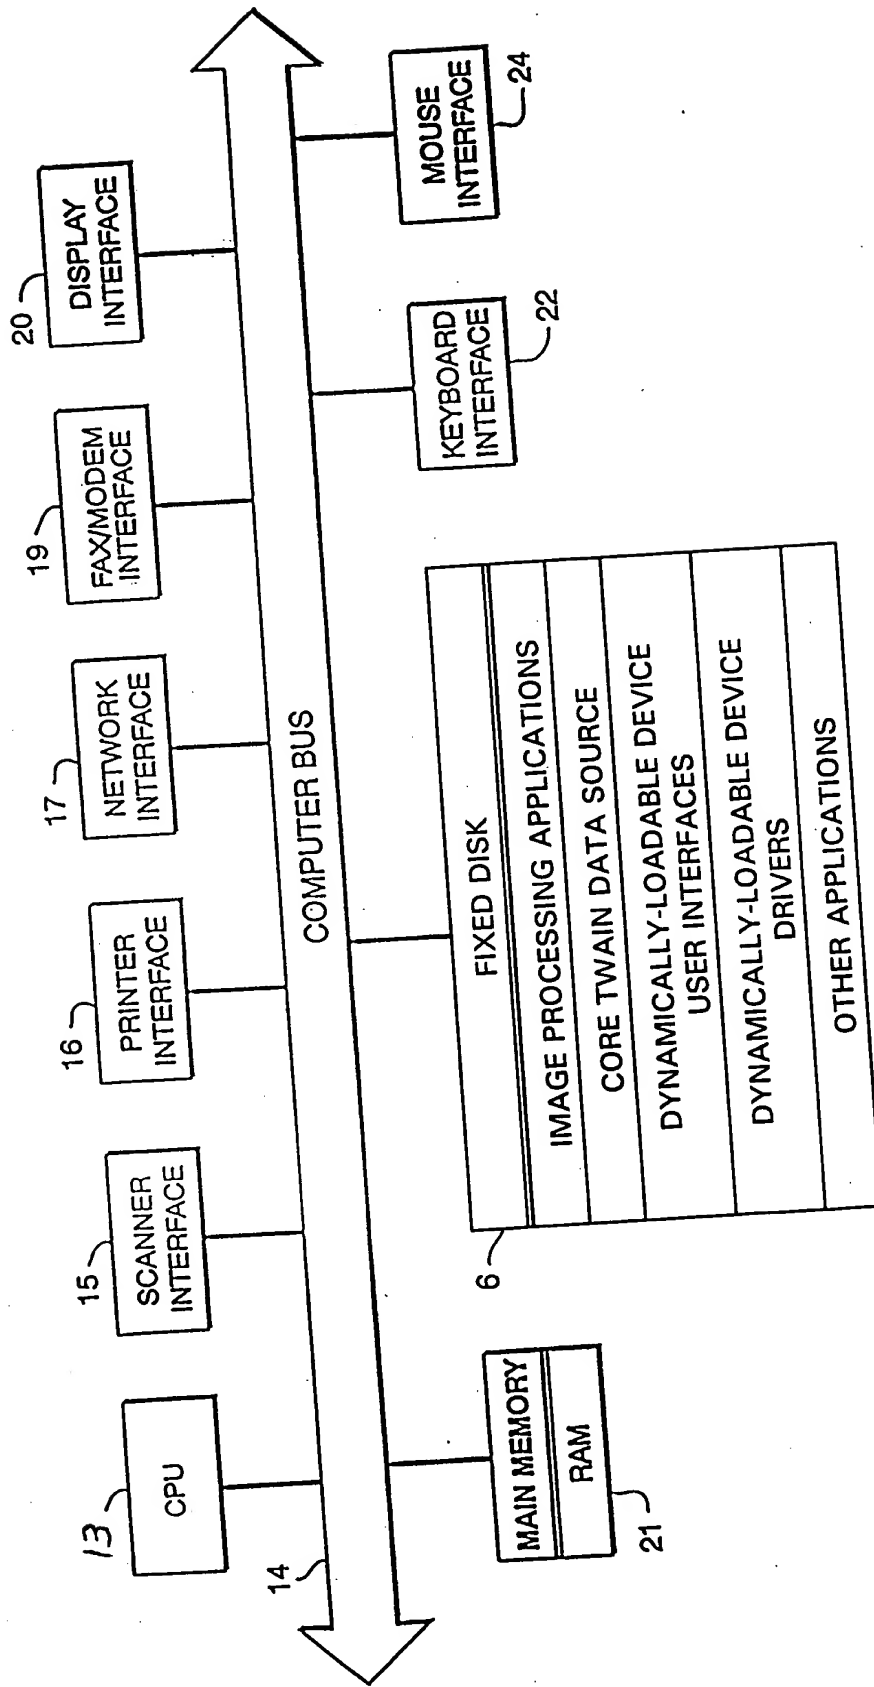 13
CPU
15
SCANNER
INTERFACE
16
PRINTER
INTERFACE
17
NETWORK
INTERFACE
19
FAX/MODEM
INTERFACE
20
DISPLAY
INTERFACE
14
COMPUTER BUS
MAIN MEMORY
RAM
21
6
FIXED DISK
IMAGE PROCESSING APPLICATIONS
CORE TWAIN DATA SOURCE
DYNAMICALLY-LOADABLE DEVICE
USER INTERFACES
DYNAMICALLY-LOADABLE DEVICE
DRIVERS
OTHER APPLICATIONS
KEYBOARD
INTERFACE
22
MOUSE
INTERFACE
24